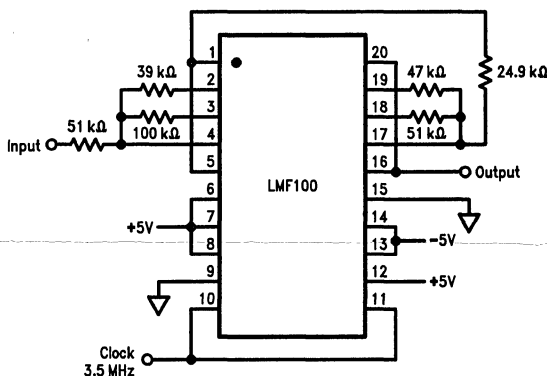 1 20
39 kΩ 2 19 47 kΩ
24.9 kΩ
3 18
51 kΩ 100 kΩ 51 kΩ
Input 4 17
5 16 Output
LMF100
6 15
+5V 7 14
8 13 -5V
9 12 +5V
10 11
Clock
3.5 MHz